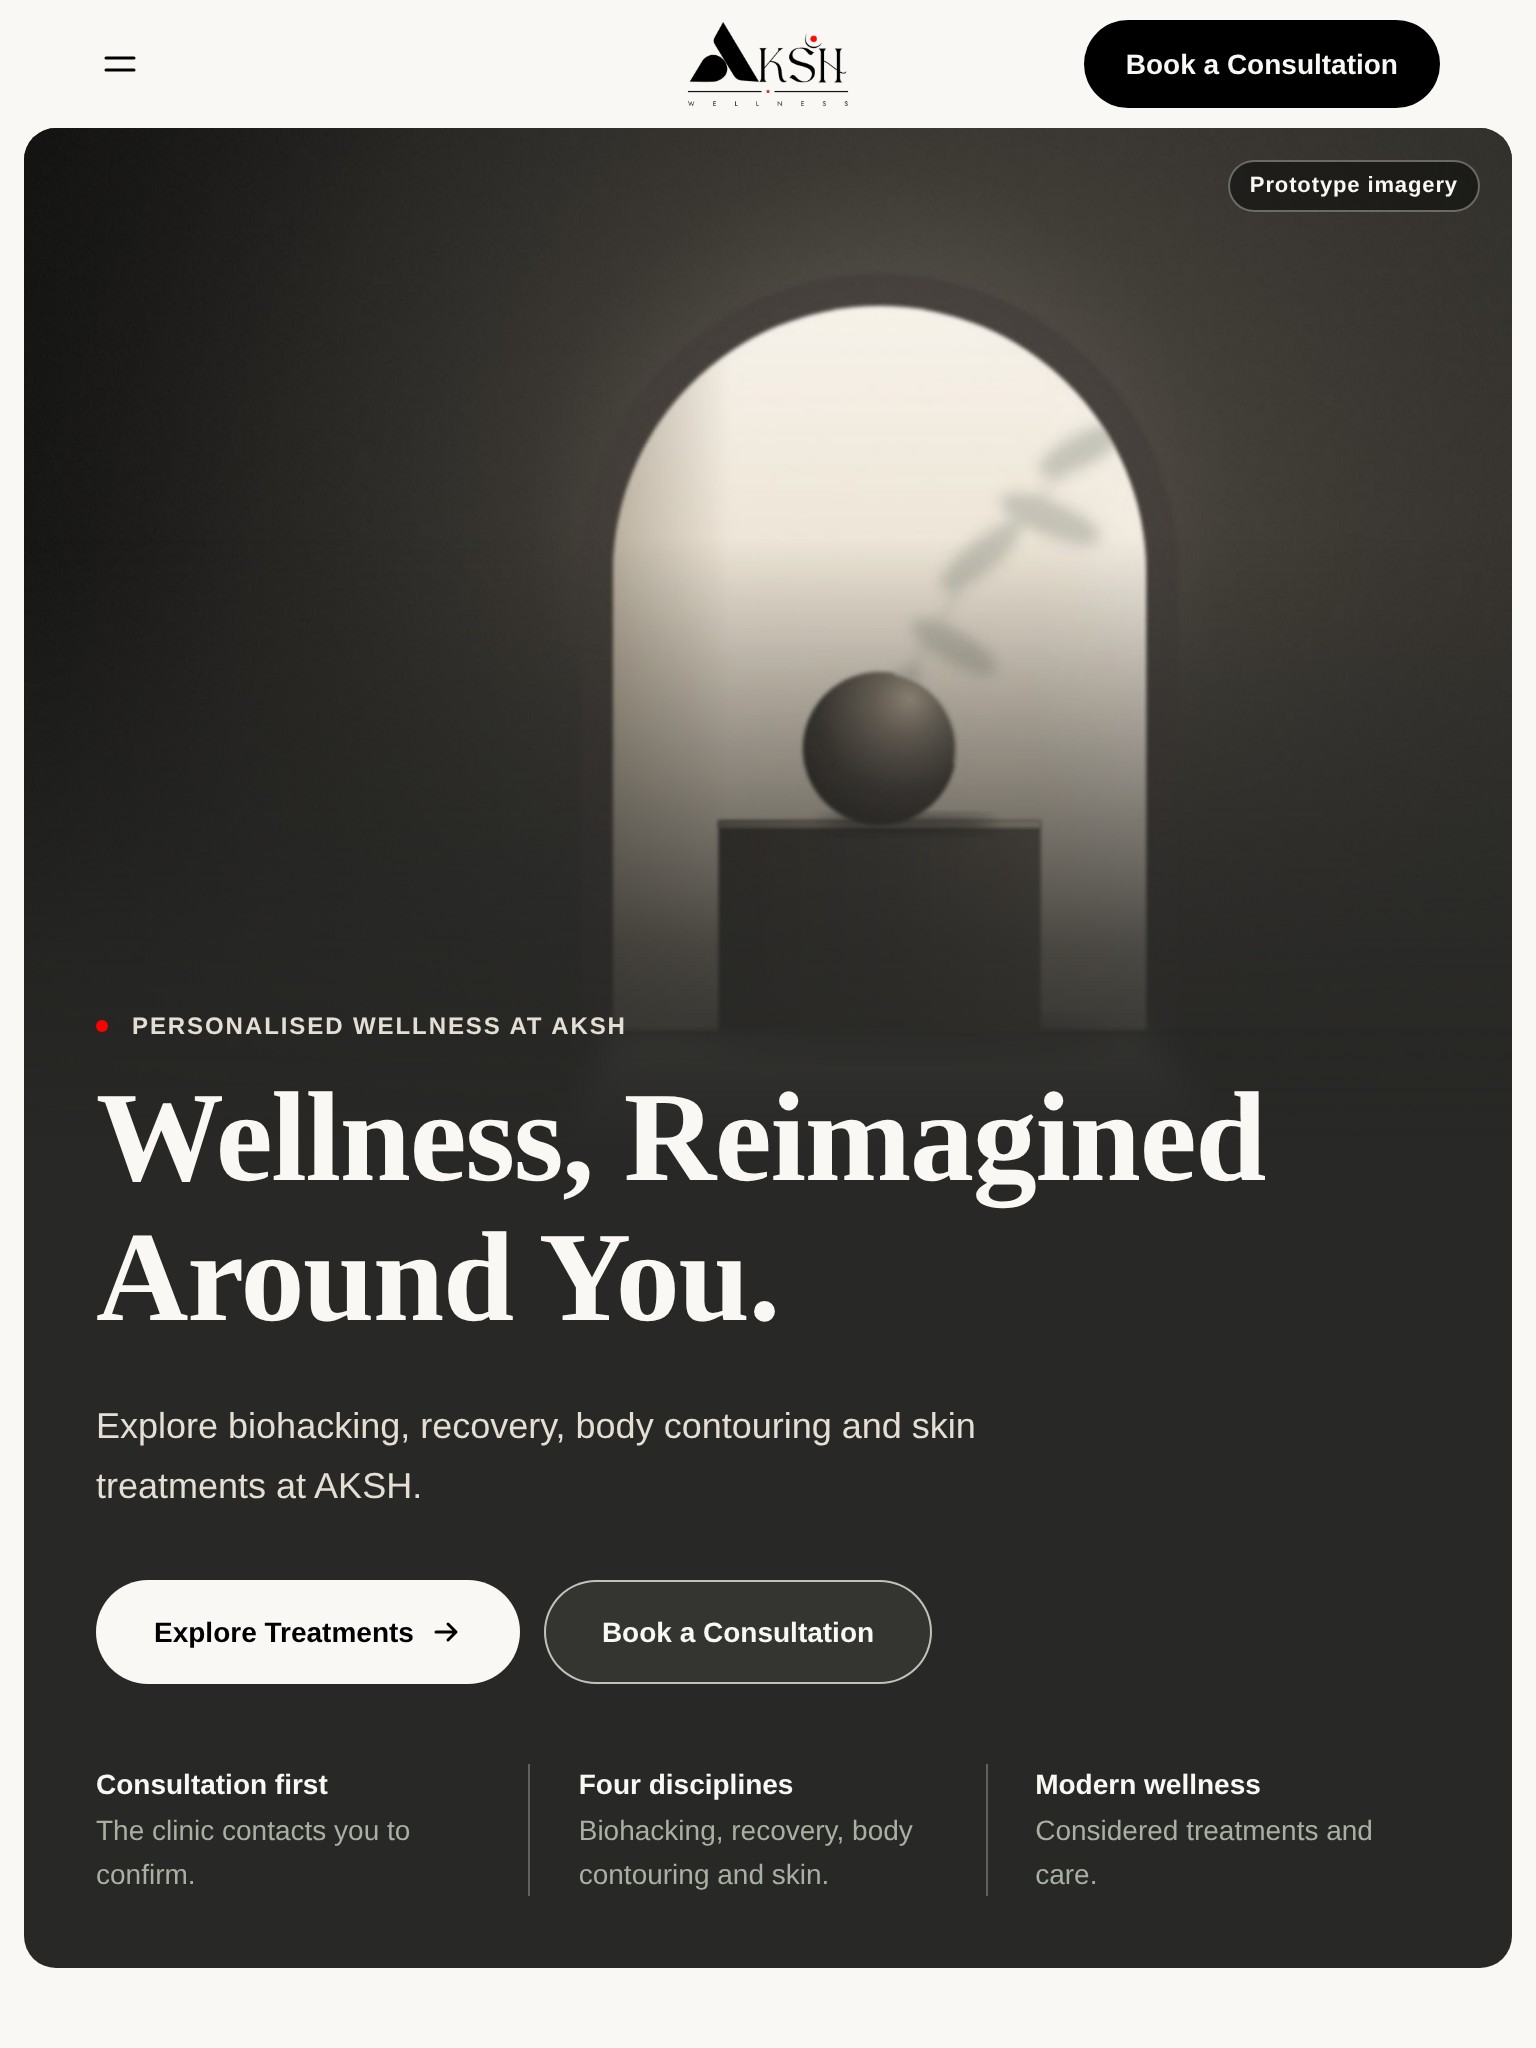 AKSH
WELLNESS
Book a Consultation
Prototype imagery
PERSONALISED WELLNESS AT AKSH
Wellness, Reimagined
Around You.
Explore biohacking, recovery, body contouring and skin
treatments at AKSH.
Explore Treatments →
Book a Consultation
Consultation first
The clinic contacts you to
confirm.
Four disciplines
Biohacking, recovery, body
contouring and skin.
Modern wellness
Considered treatments and
care.